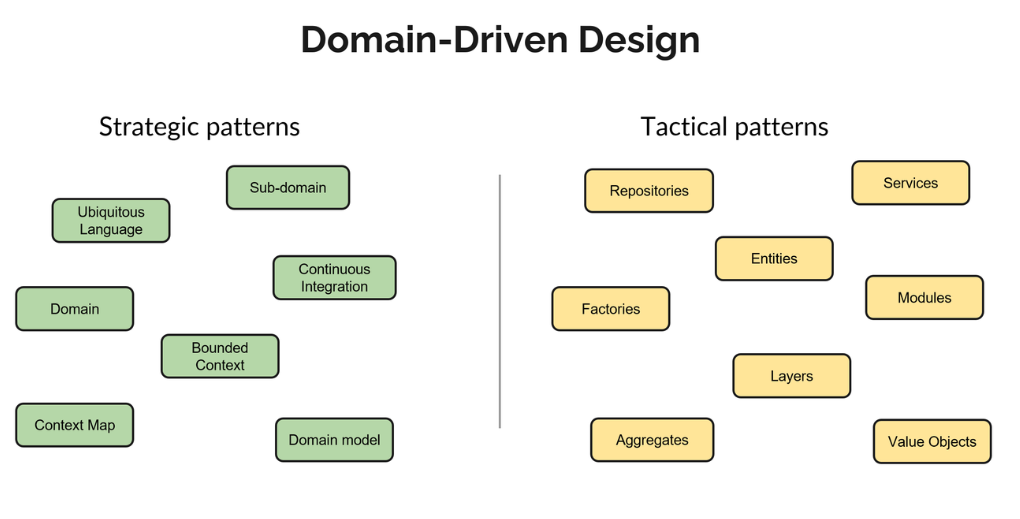 Domain-Driven Design
Strategic patterns
Sub-domain
Ubiquitous
Language
Continuous
Integration
Domain
Bounded
Context
Context Map
Domain model
Tactical patterns
Repositories
Services
Entities
Modules
Factories
Layers
Aggregates
Value Objects